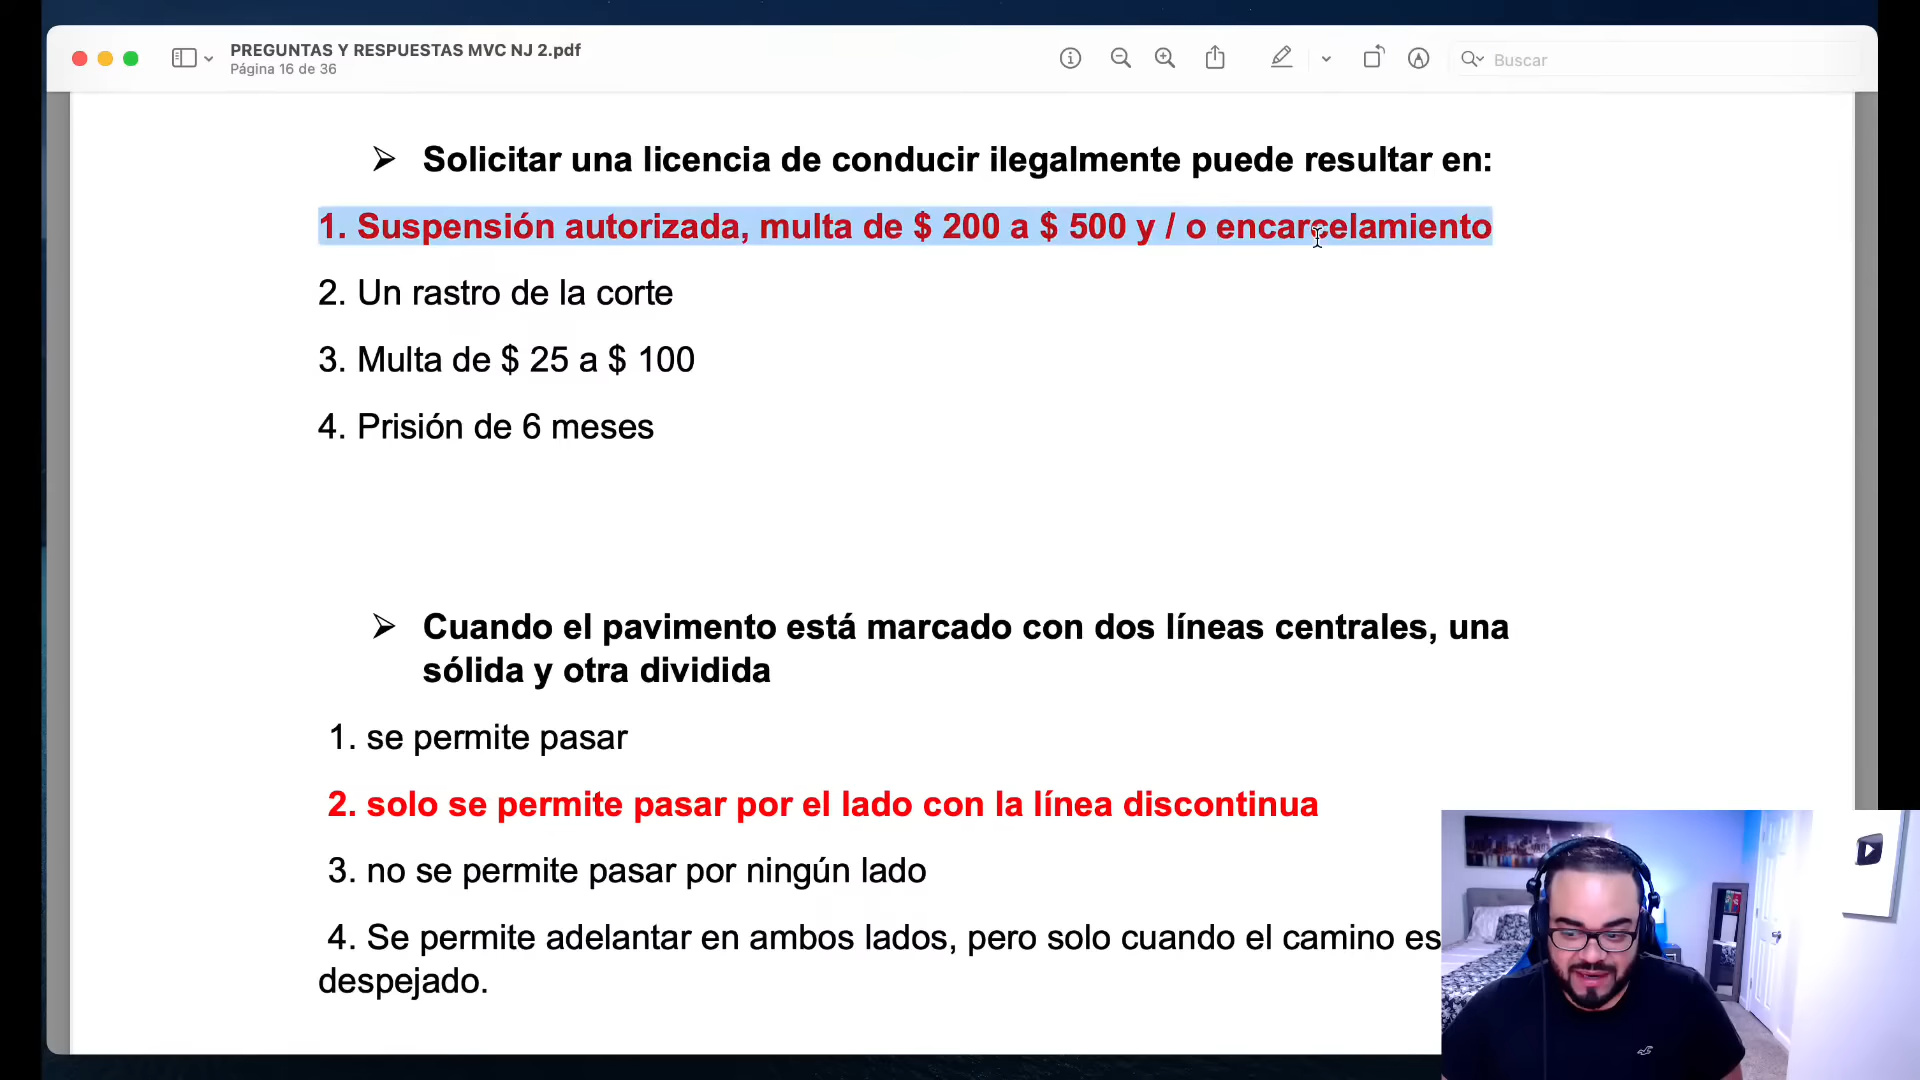 PREGUNTAS Y RESPUESTAS MVC NJ 2.pdf
Página 16 de 36
Buscar
➢ Solicitar una licencia de conducir ilegalmente puede resultar en:
1. Suspensión autorizada, multa de $ 200 a $ 500 y / o encarcelamiento
2. Un rastro de la corte
3. Multa de $ 25 a $ 100
4. Prisión de 6 meses
➢ Cuando el pavimento está marcado con dos líneas centrales, una
sólida y otra dividida
1. se permite pasar
2. solo se permite pasar por el lado con la línea discontinua
3. no se permite pasar por ningún lado
4. Se permite adelantar en ambos lados, pero solo cuando el camino es
despejado.